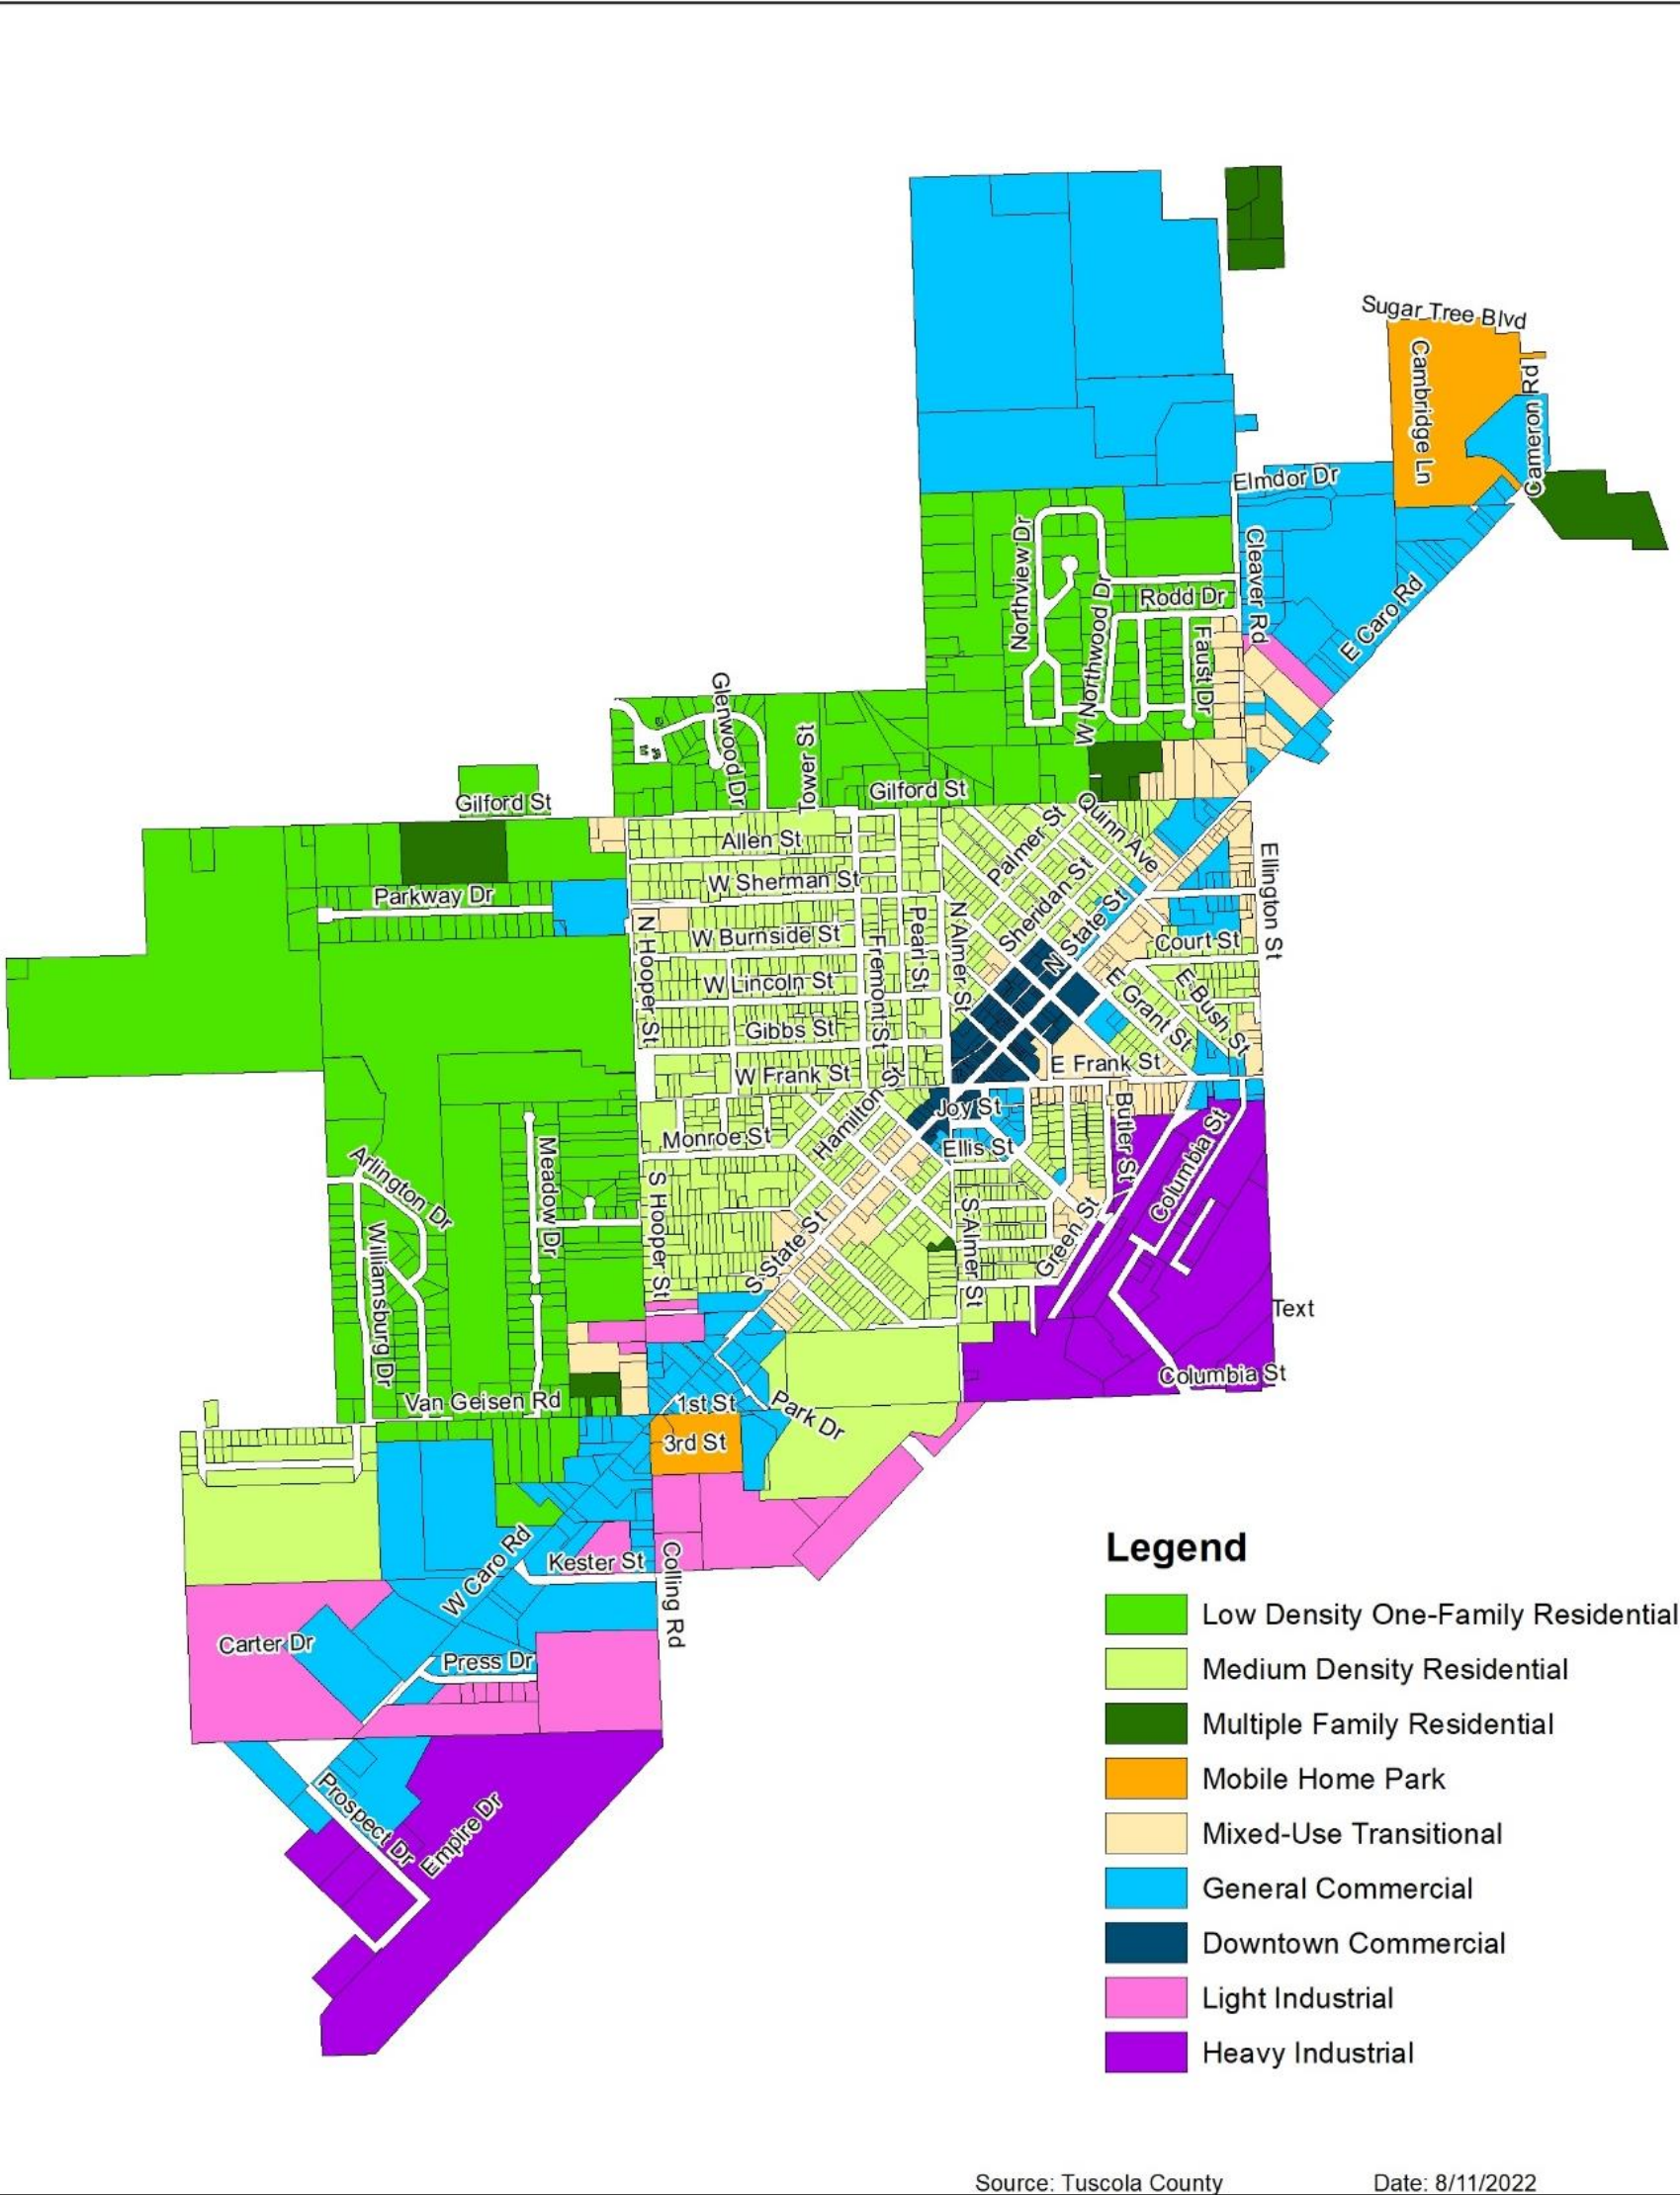 Sugar Tree Blvd
Cambridge Ln
Cameron Rd
Elmdor Dr
Northview Dr
Cleaver Rd
E Caro Rd
Rodd Dr
W Northwood Dr
Faust Dr
Glenwood Dr
Tower St
Gilford St
Gilford St
Allen St
Palmer St
Quinn Ave
Ellington St
W Sherman St
Sheridan St
Parkway Dr
N State St
N Hooper St
W Burnside St
Fremont St
Pearl St
N Almer St
Court St
W Lincoln St
E Grant St
E Bush St
Gibbs St
W Frank St
E Frank St
Hamilton St
Joy St
Butler St
Monroe St
Ellis St
Columbia St
Arlington Dr
Meadow Dr
S Hooper St
S Almer St
Green St
Williamsburg Dr
S State St
Text
Columbia St
Van Geisen Rd
1st St
Park Dr
3rd St
W Caro Rd
Kester St
Colling Rd
Carter Dr
Press Dr
Prospect Dr
Empire Dr
Legend
Low Density One-Family Residential
Medium Density Residential
Multiple Family Residential
Mobile Home Park
Mixed-Use Transitional
General Commercial
Downtown Commercial
Light Industrial
Heavy Industrial
Source: Tuscola County
Date: 8/11/2022